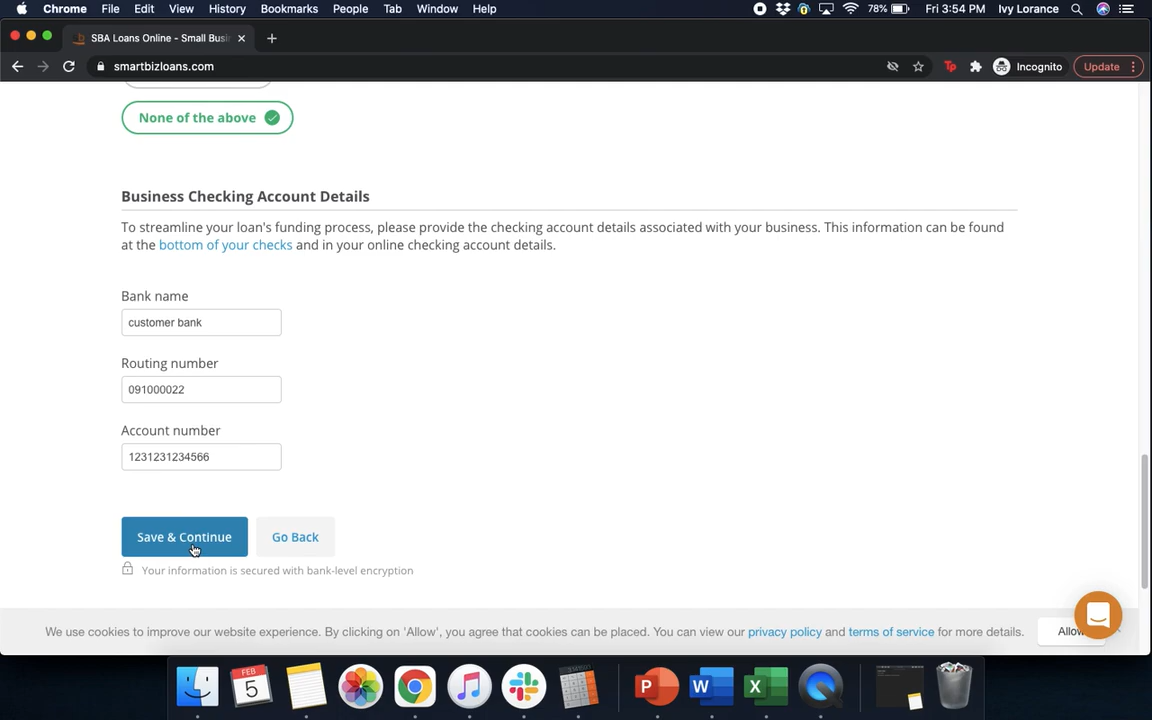 Chrome File Edit View History Bookmarks People Tab Window Help 78% Fri 3:54 PM Ivy Lorance
SBA Loans Online - Small Busi
smartbizloans.com Incognito Update
None of the above
Business Checking Account Details
To streamline your loan's funding process, please provide the checking account details associated with your business. This information can be found
at the bottom of your checks and in your online checking account details.
Bank name
customer bank
Routing number
091000022
Account number
1231231234566
Save & Continue Go Back
Your information is secured with bank-level encryption
We use cookies to improve our website experience. By clicking on 'Allow', you agree that cookies can be placed. You can view our privacy policy and terms of service for more details. Allow
FEB
5